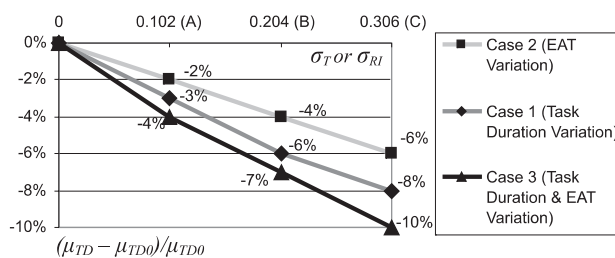 0 0.102 (A) 0.204 (B) 0.306 (C)
σT or σRI
0%
-2%
-4%
-6%
-8%
-10%
-2%
-3%
-4%
-4%
-6%
-7%
-6%
-8%
-10%
(μTD – μTD0)/μTD0
Case 2 (EAT
Variation)
Case 1 (Task
Duration Variation)
Case 3 (Task
Duration & EAT
Variation)